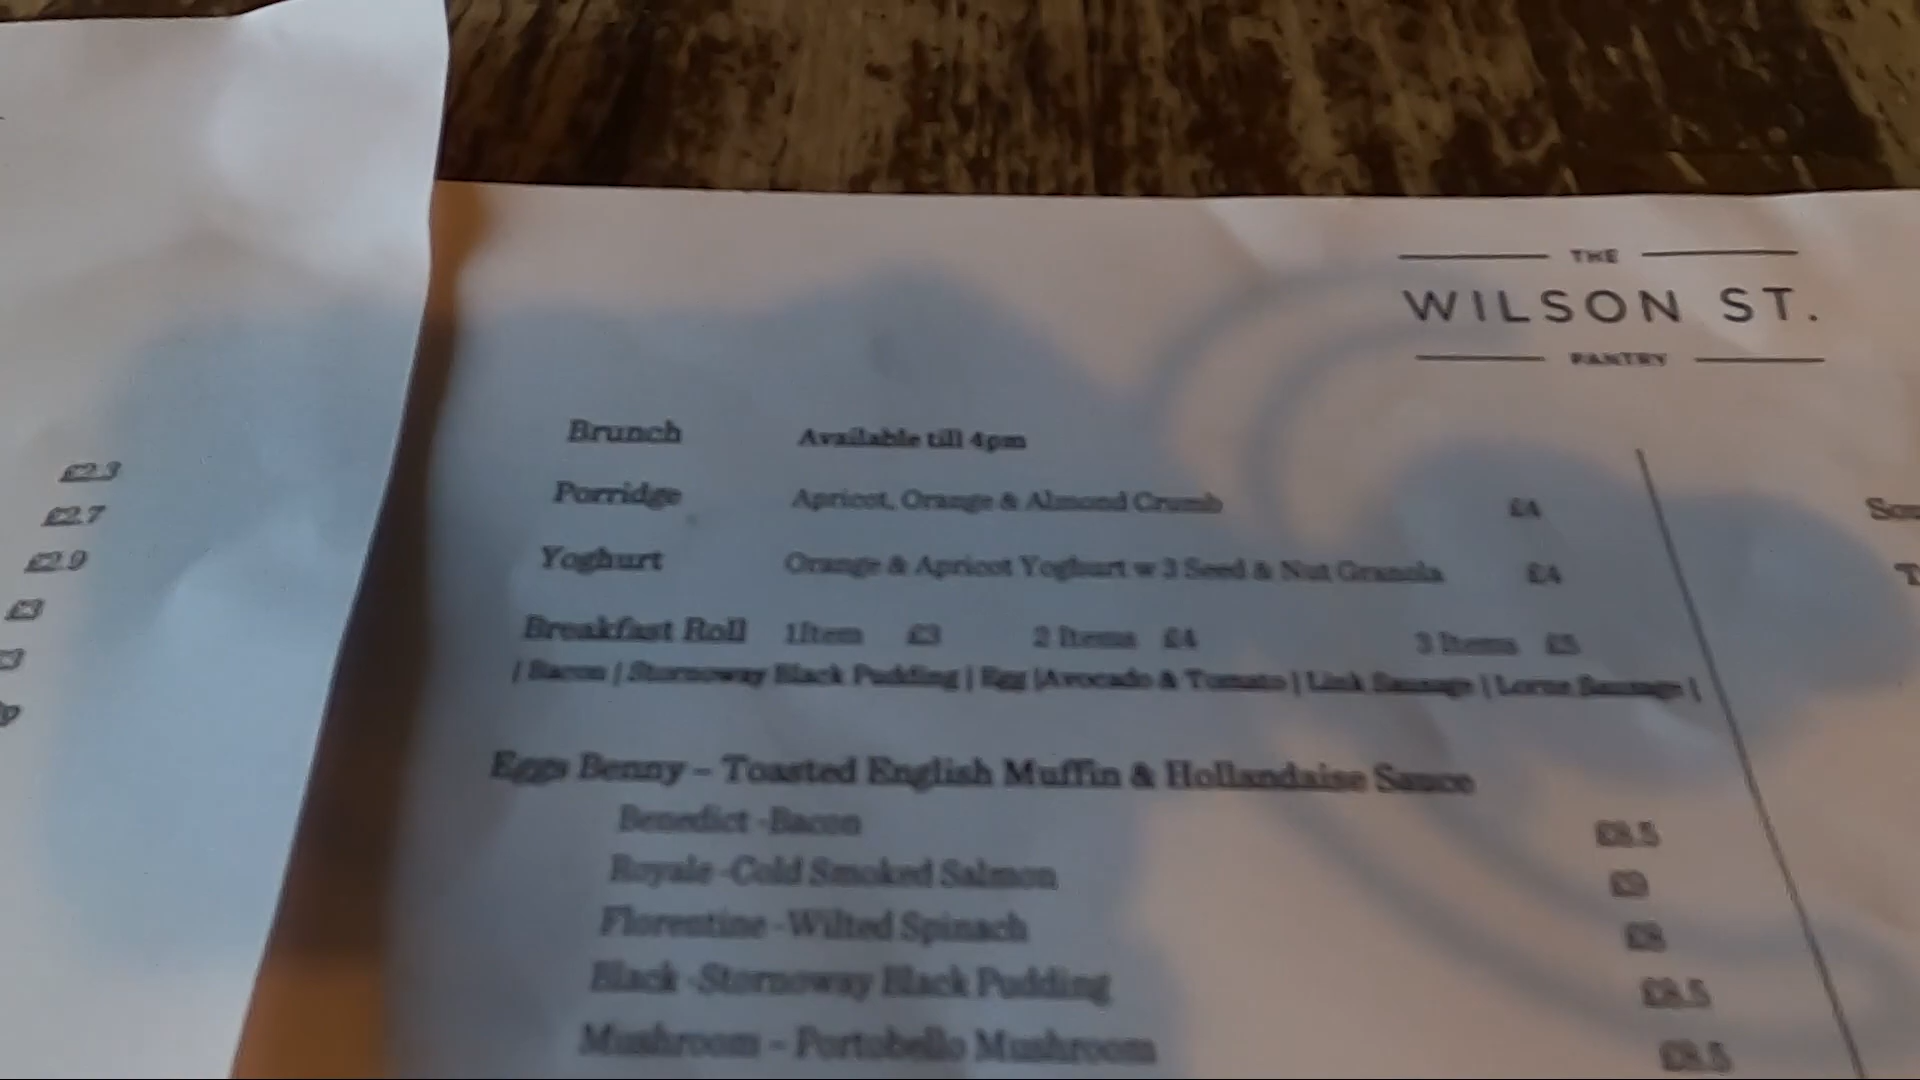 £2.3
£2.7
£2.9
£3
THE
WILSON ST.
PANTRY
Brunch Available till 4pm
Porridge Apricot, Orange & Almond Crumb £4
Yoghurt Orange & Apricot Yoghurt w 3 Seed & Nut Granola £4
Breakfast Roll 1Item £3 2 Items £4 3 Items £5
| Bacon | Stornoway Black Pudding | Egg |Avocado & Tomato | Link Sausage | Lorne Sausage |
Eggs Benny – Toasted English Muffin & Hollandaise Sauce
Benedict -Bacon £8.5
Royale -Cold Smoked Salmon £9
Florentine -Wilted Spinach £8
Black -Stornoway Black Pudding £8.5
Mushroom – Portobello Mushroom £8.5